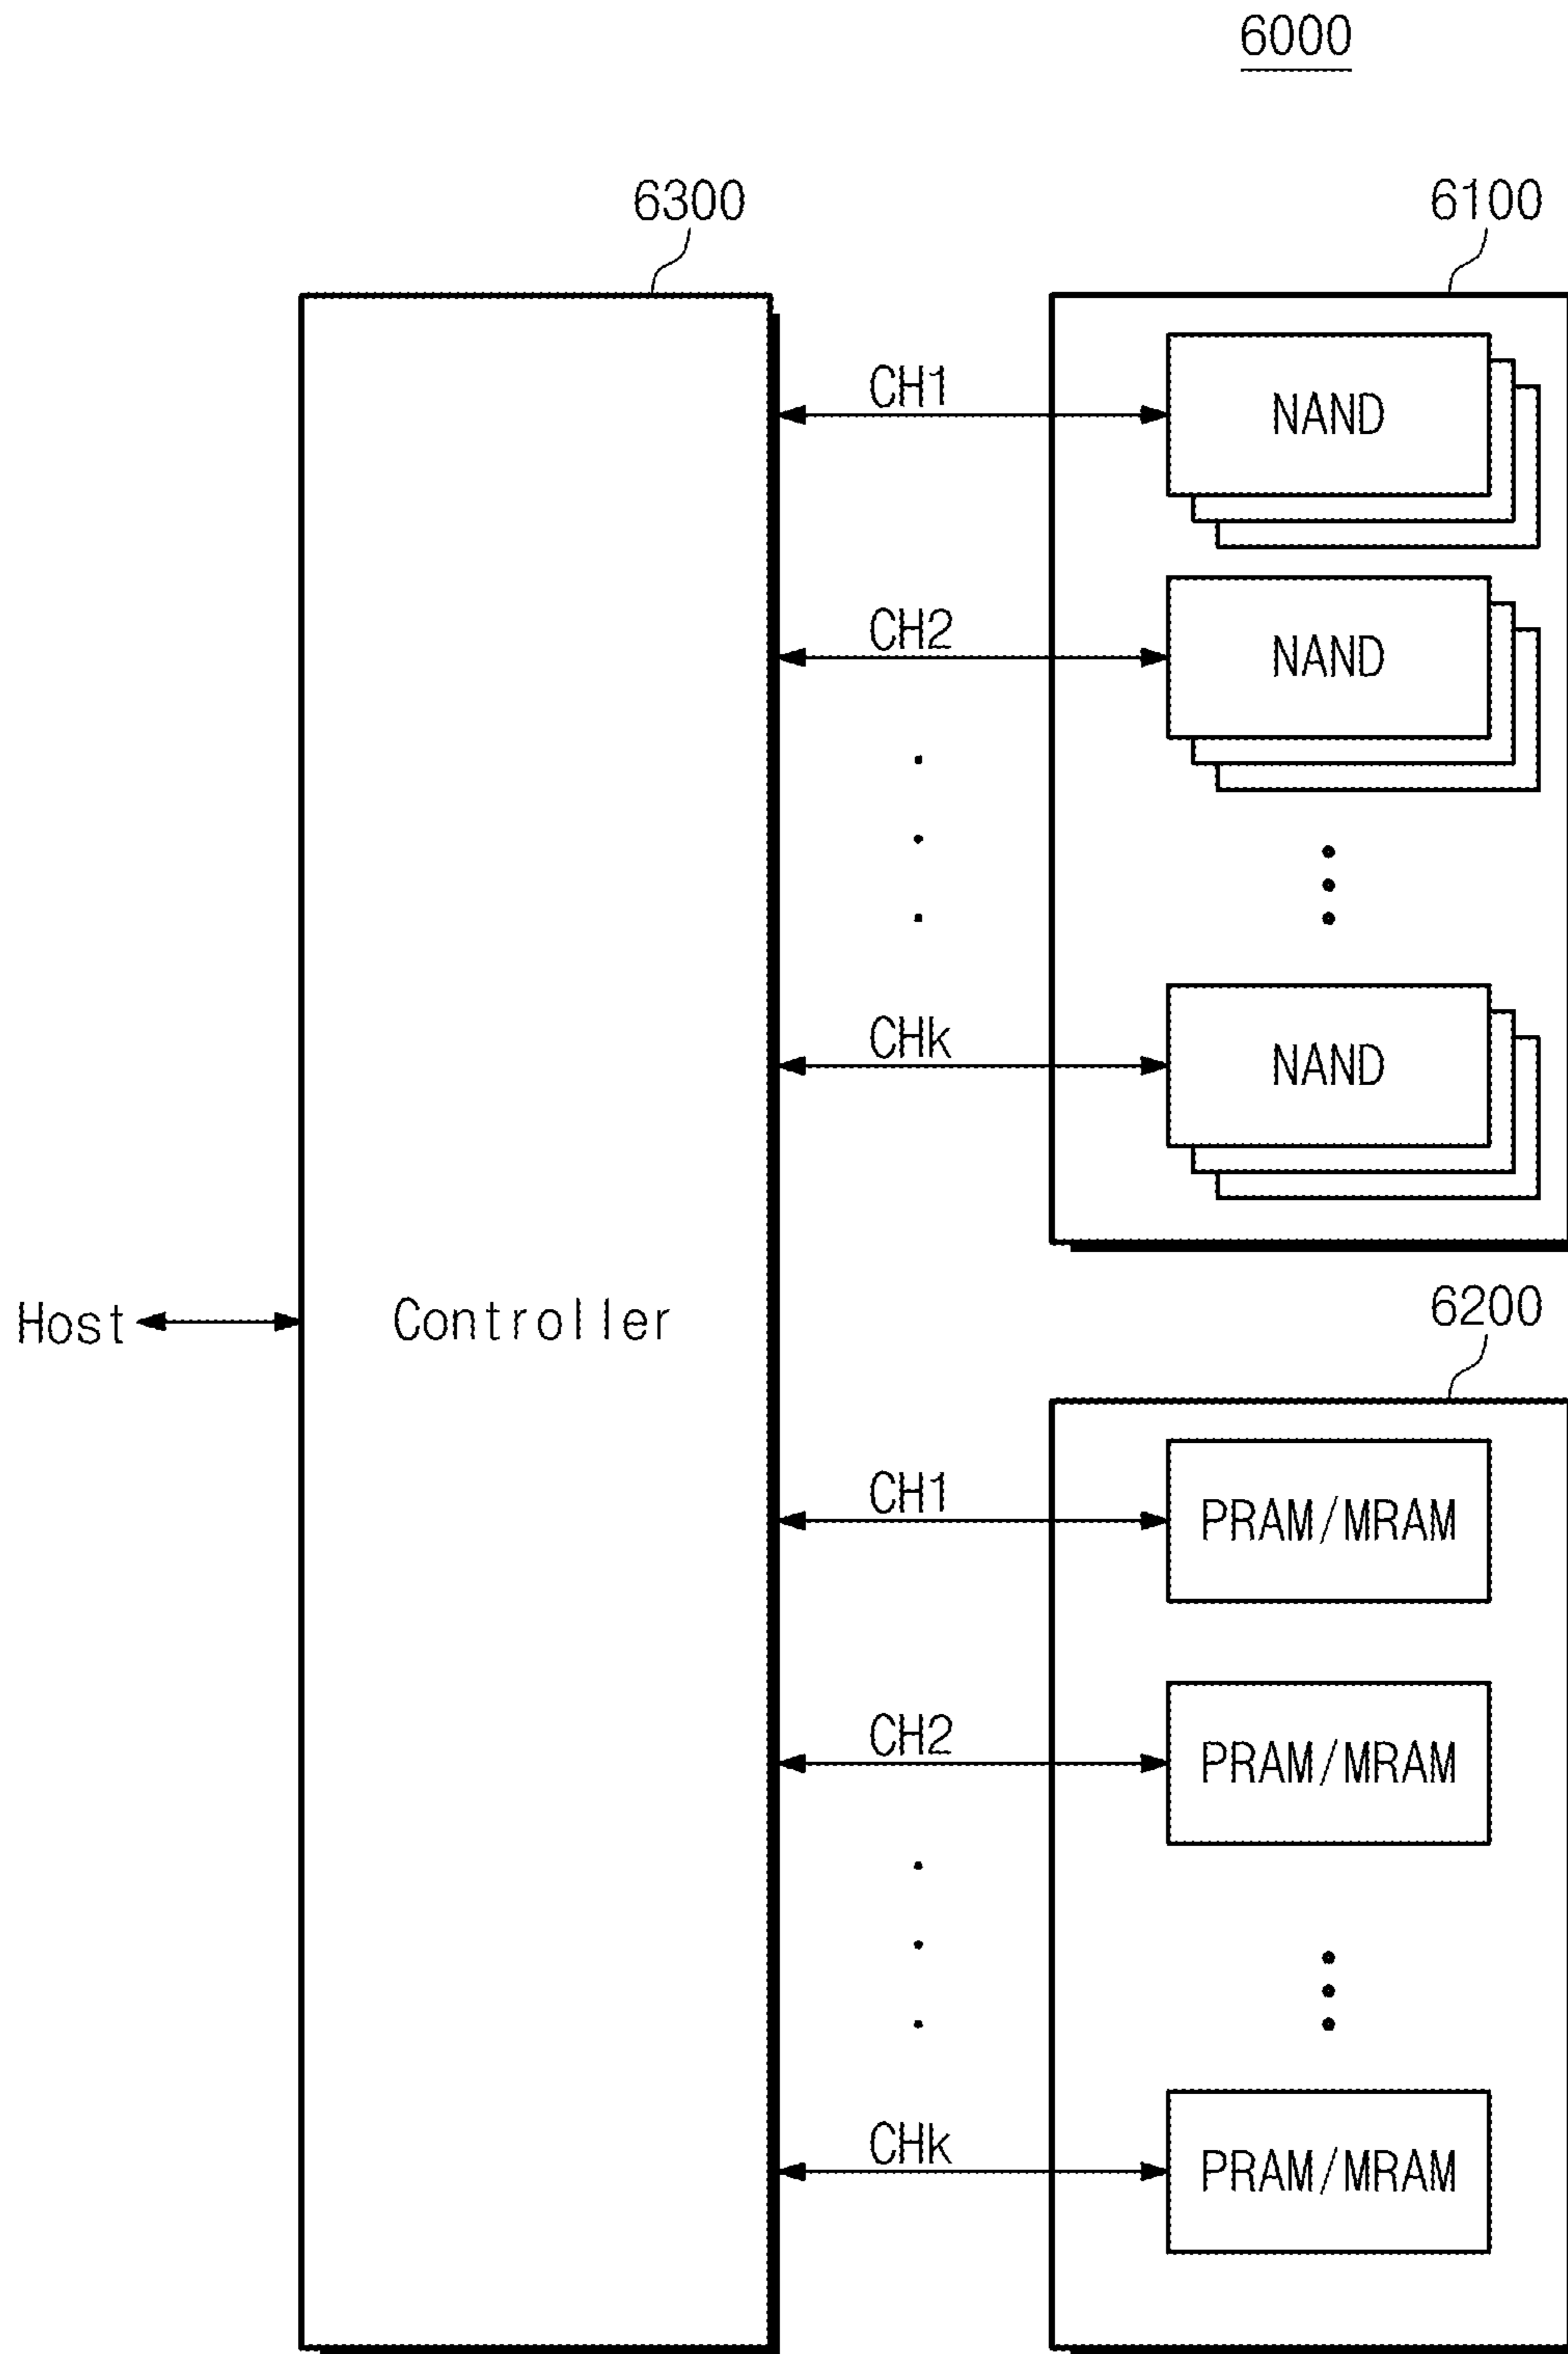 6000
6300
6100
CH1
NAND
CH2
NAND
CHk
NAND
Host
Controller
6200
CH1
PRAM/MRAM
CH2
PRAM/MRAM
CHk
PRAM/MRAM